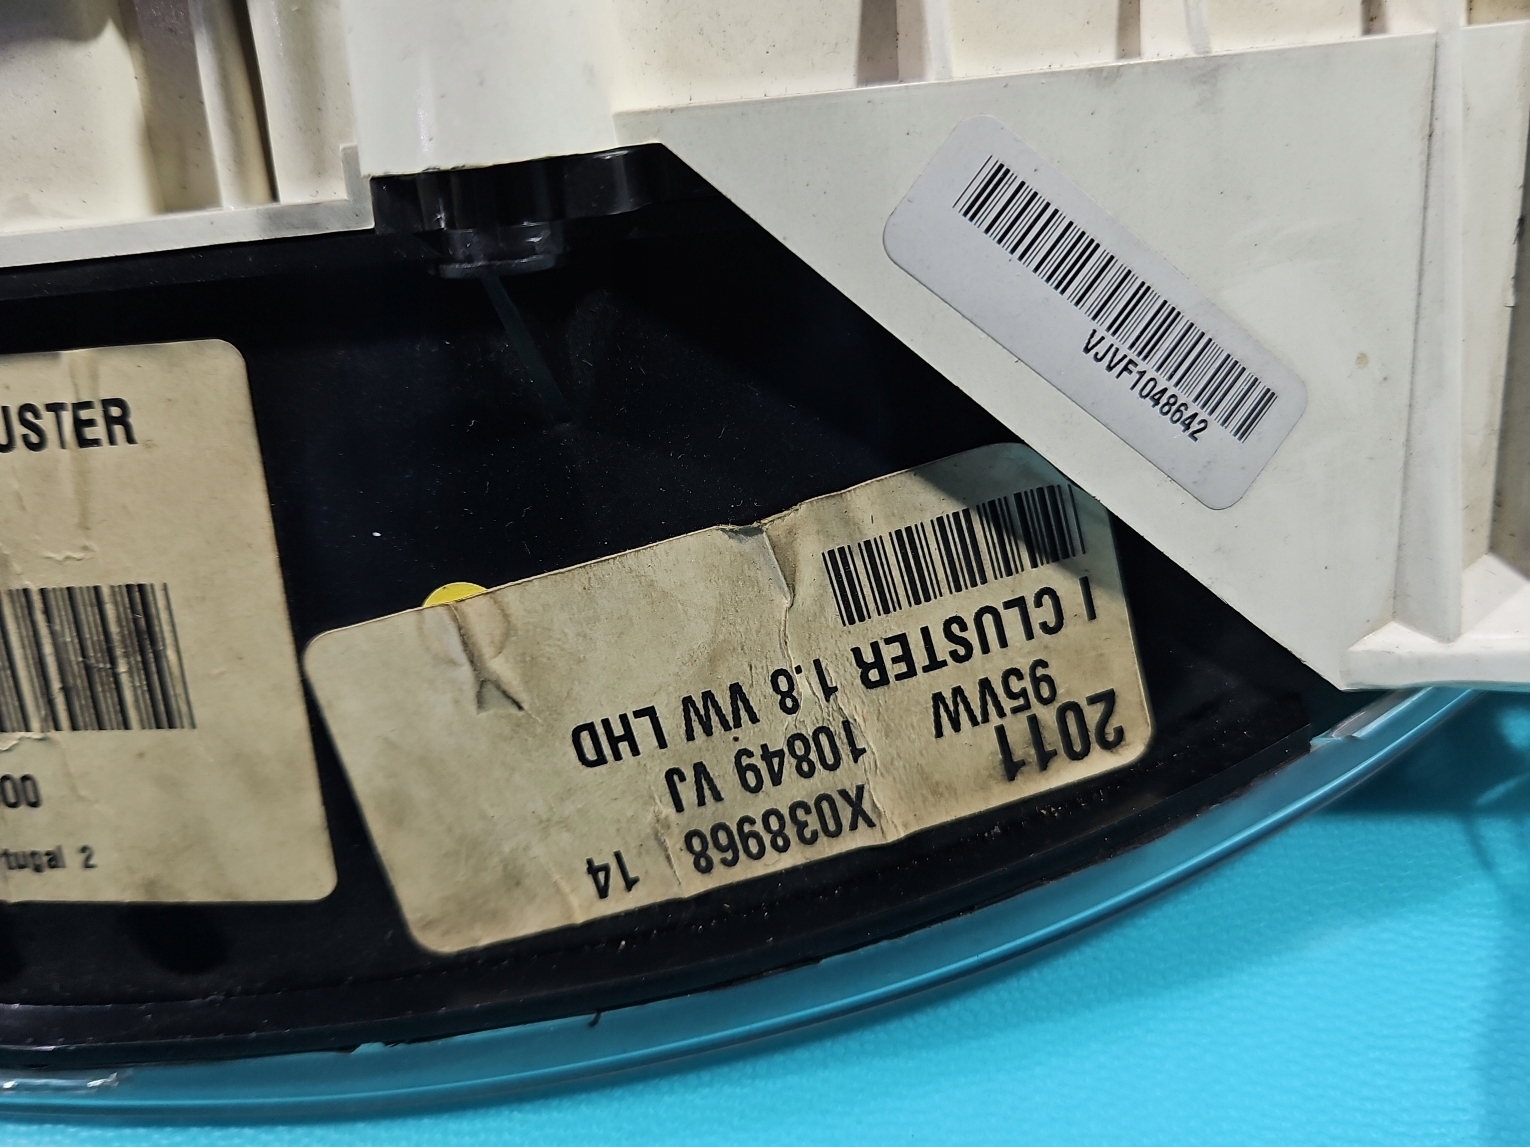 VJVF1048642
2011 X038968 14
95VW 10849 VJ
I CLUSTER 1.8 VW LHD
USTER
00
rtugal 2